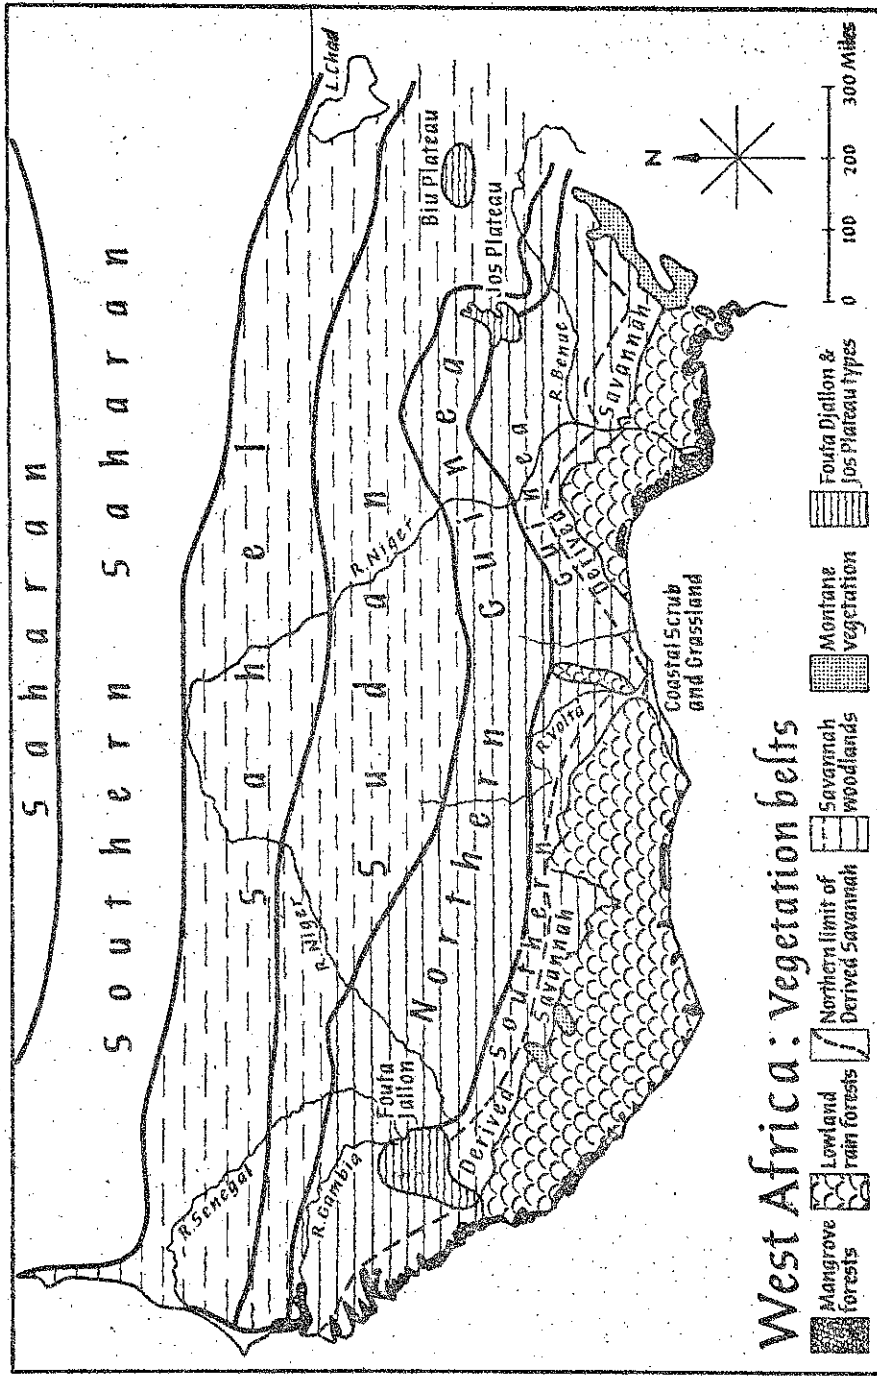 Saharan
Southern Saharan
Sahel
Sudan
Northern Guinea
Southern Guinea
Derived Savannah
Derived Savannah
R. Senegal
R. Gambia
Fouta
Jallon
R. Niger
R. Niger
R. Volta
R. Benue
L. Chad
Biu Plateau
Jos Plateau
Coastal Scrub
and Grassland
N
0 100 200 300 Miles
West Africa: Vegetation belts
Mangrove
forests
Lowland
rain forests
Northern limit of
Derived Savannah
Savannah
woodlands
Montane
vegetation
Fouta Djallon &
Jos Plateau types